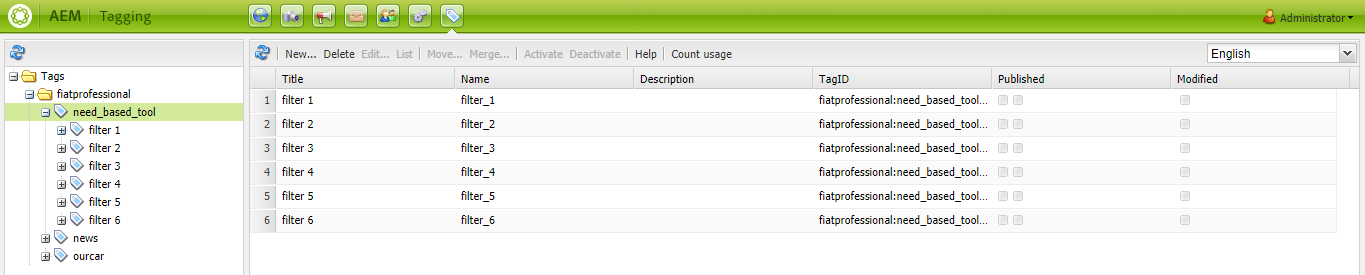 AEM Tagging Administrator
New... Delete Edit... List Move... Merge... Activate Deactivate Help Count usage English
Tags
fiatprofessional
need_based_tool
filter 1
filter 2
filter 3
filter 4
filter 5
filter 6
news
ourcar
Title Name Description TagID Published Modified
1 filter 1 filter_1 fiatprofessional:need_based_tool...
2 filter 2 filter_2 fiatprofessional:need_based_tool...
3 filter 3 filter_3 fiatprofessional:need_based_tool...
4 filter 4 filter_4 fiatprofessional:need_based_tool...
5 filter 5 filter_5 fiatprofessional:need_based_tool...
6 filter 6 filter_6 fiatprofessional:need_based_tool...